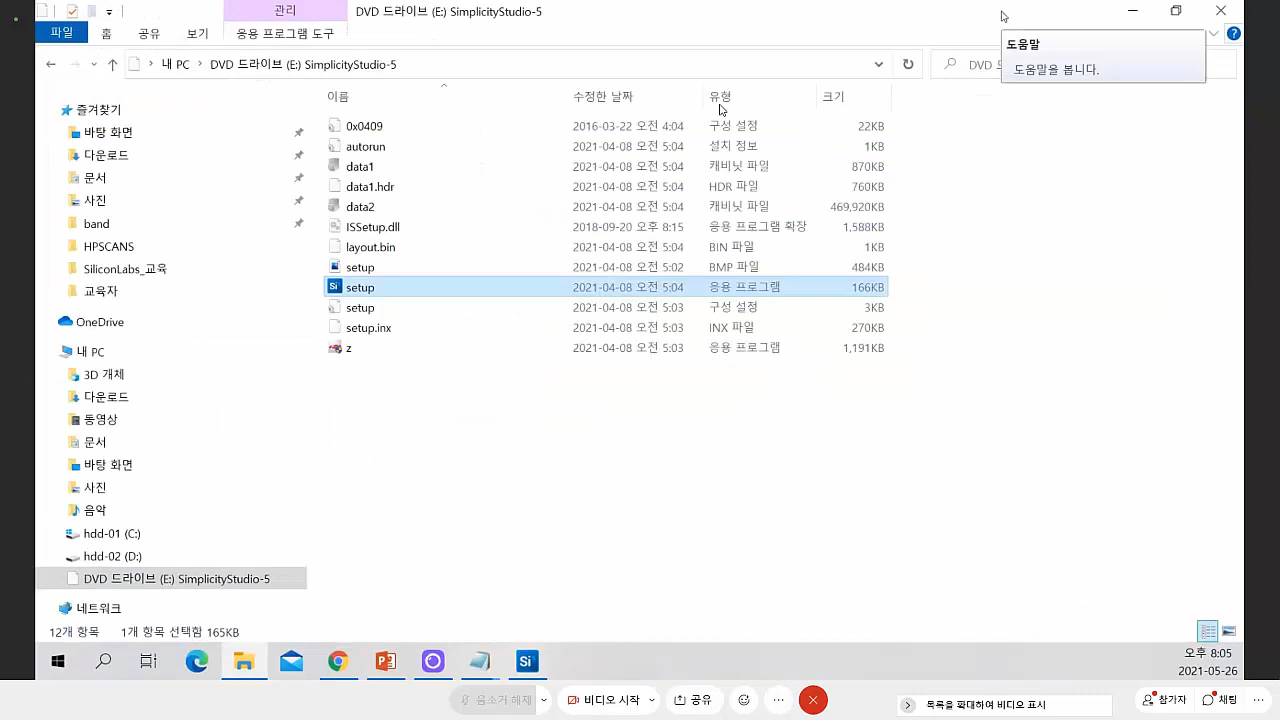 관리
DVD 드라이브 (E:) SimplicityStudio-5
파일
홈
공유
보기
응용 프로그램 도구
내 PC
DVD 드라이브 (E:) SimplicityStudio-5
도움말
도움말을 봅니다.
이름
수정한 날짜
유형
크기
0x0409 2016-03-22 오전 4:04 구성 설정 22KB
autorun 2021-04-08 오전 5:04 설치 정보 1KB
data1 2021-04-08 오전 5:04 캐비닛 파일 870KB
data1.hdr 2021-04-08 오전 5:04 HDR 파일 760KB
data2 2021-04-08 오전 5:04 캐비닛 파일 469,920KB
ISSetup.dll 2018-09-20 오후 8:15 응용 프로그램 확장 1,588KB
layout.bin 2021-04-08 오전 5:04 BIN 파일 1KB
setup 2021-04-08 오전 5:02 BMP 파일 484KB
setup 2021-04-08 오전 5:04 응용 프로그램 166KB
setup 2021-04-08 오전 5:03 구성 설정 3KB
setup.inx 2021-04-08 오전 5:03 INX 파일 270KB
z 2021-04-08 오전 5:03 응용 프로그램 1,191KB
즐겨찾기
바탕 화면
다운로드
문서
사진
band
HPSCANS
SiliconLabs_교육
교육자
OneDrive
내 PC
3D 개체
다운로드
동영상
문서
바탕 화면
사진
음악
hdd-01 (C:)
hdd-02 (D:)
DVD 드라이브 (E:) SimplicityStudio-5
네트워크
12개 항목 1개 항목 선택함 165KB
오후 8:05
2021-05-26
음소거 해제
비디오 시작
공유
목록을 확대하여 비디오 표시
참가자
채팅